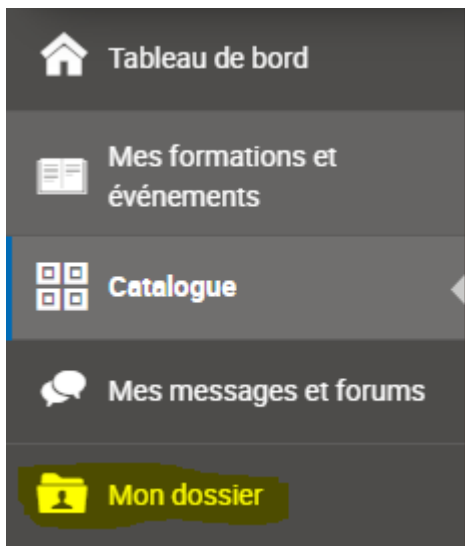 Tableau de bord
Mes formations et
événements
Catalogue
Mes messages et forums
Mon dossier